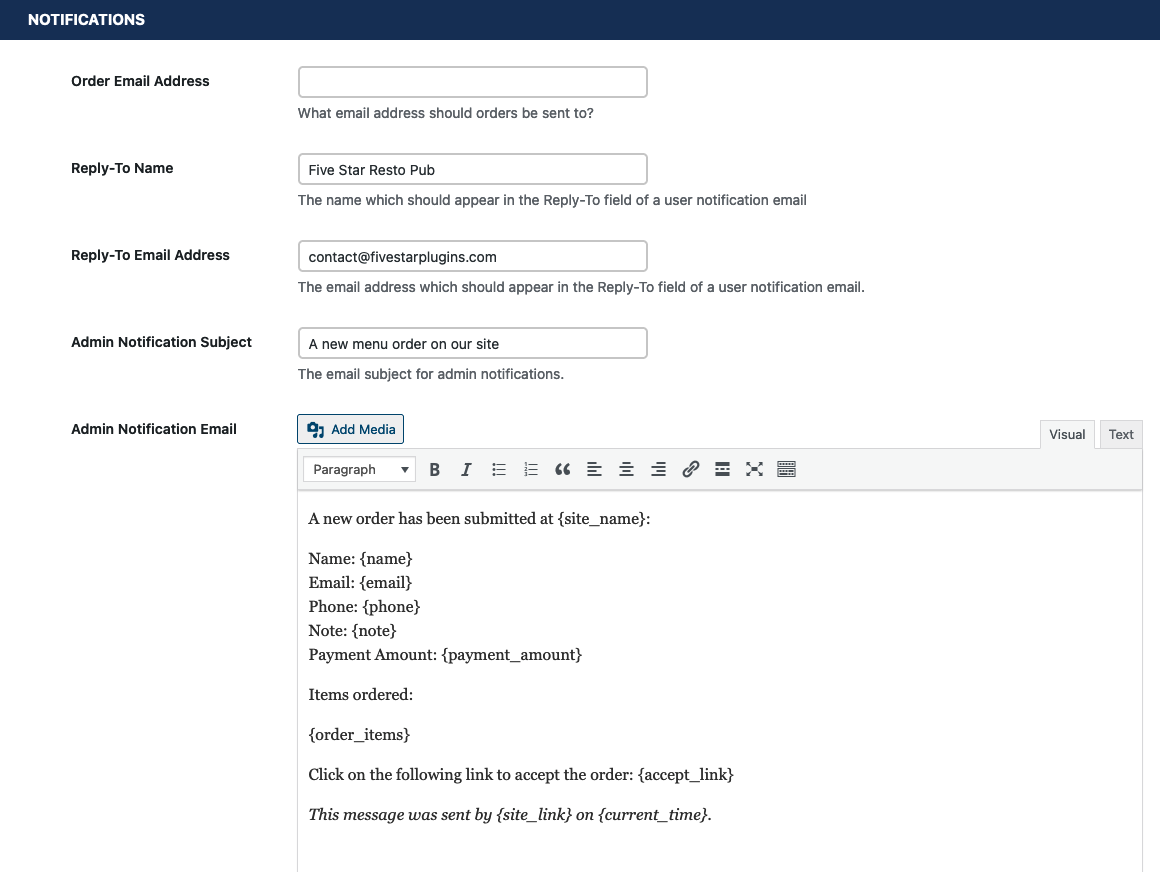 NOTIFICATIONS
Order Email Address
What email address should orders be sent to?
Reply-To Name
Five Star Resto Pub
The name which should appear in the Reply-To field of a user notification email
Reply-To Email Address
contact@fivestarplugins.com
The email address which should appear in the Reply-To field of a user notification email.
Admin Notification Subject
A new menu order on our site
The email subject for admin notifications.
Admin Notification Email
Add Media
Visual Text
Paragraph
A new order has been submitted at {site_name}:
Name: {name}
Email: {email}
Phone: {phone}
Note: {note}
Payment Amount: {payment_amount}
Items ordered:
{order_items}
Click on the following link to accept the order: {accept_link}
This message was sent by {site_link} on {current_time}.